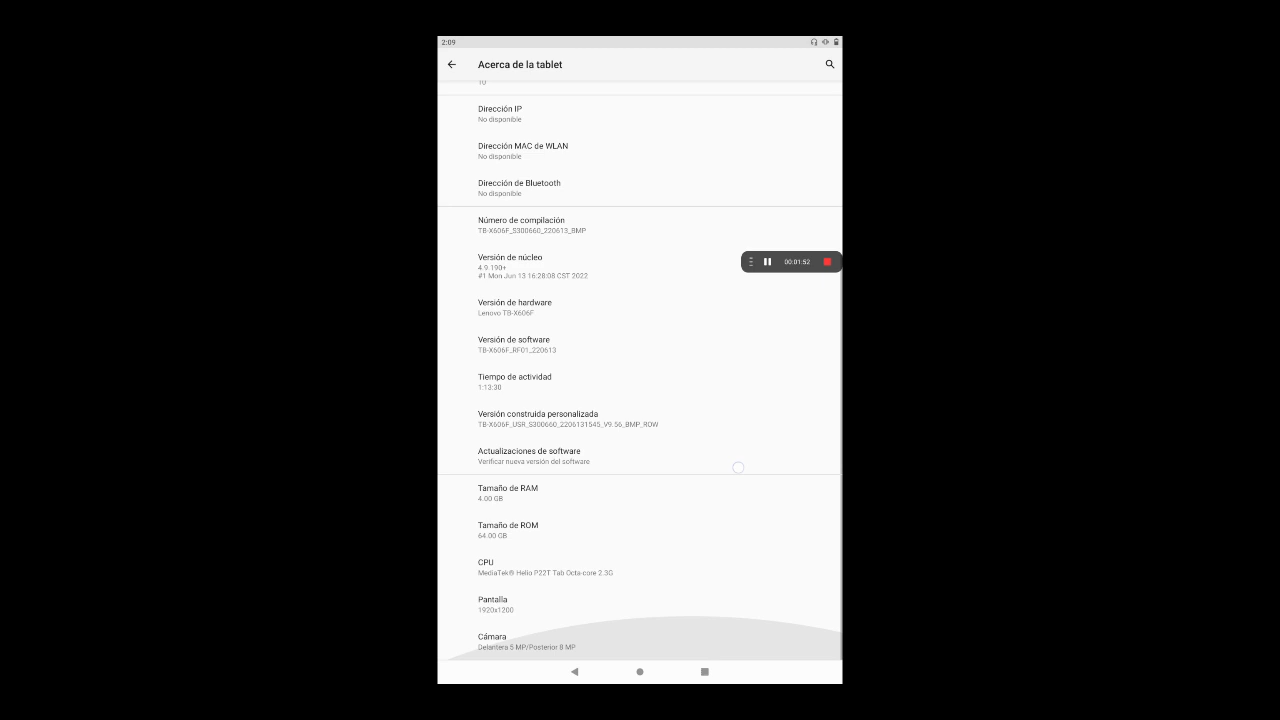 2:09
Acerca de la tablet
10
Dirección IP
No disponible
Dirección MAC de WLAN
No disponible
Dirección de Bluetooth
No disponible
Número de compilación
TB-X606F_S300660_220613_BMP
Versión de núcleo
4.9.190+
#1 Mon Jun 13 16:28:08 CST 2022
00:01:52
Versión de hardware
Lenovo TB-X606F
Versión de software
TB-X606F_RF01_220613
Tiempo de actividad
1:13:30
Versión construida personalizada
TB-X606F_USR_S300660_2206131545_V9.56_BMP_ROW
Actualizaciones de software
Verificar nueva versión del software
Tamaño de RAM
4.00 GB
Tamaño de ROM
64.00 GB
CPU
MediaTek® Helio P22T Tab Octa-core 2.3G
Pantalla
1920x1200
Cámara
Delantera 5 MP/Posterior 8 MP